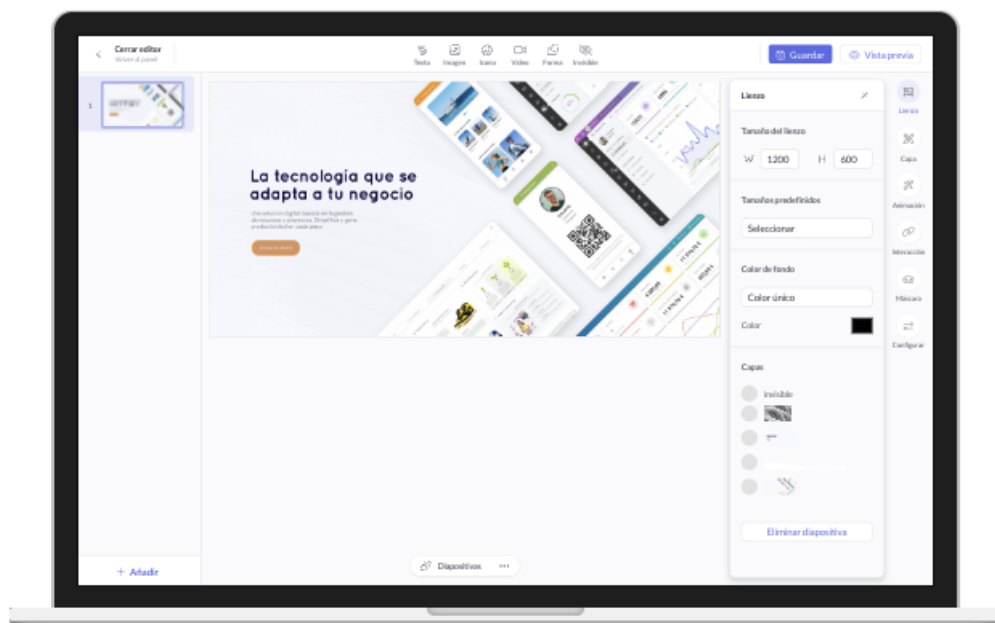 Cerrar editor
Volver al panel
Texto
Imagen
Icono
Video
Forma
Invisible
Guardar
Vista previa
1
La tecnología que se
adapta a tu negocio
Lienzo
Tamaño del lienzo
W 1200 H 600
Tamaños predefinidos
Seleccionar
Color de fondo
Color único
Color
Capas
invisible
Eliminar diapositiva
Lienzo
Capa
Animación
Interacción
Máscara
Configurar
+ Añadir
Diapositivas